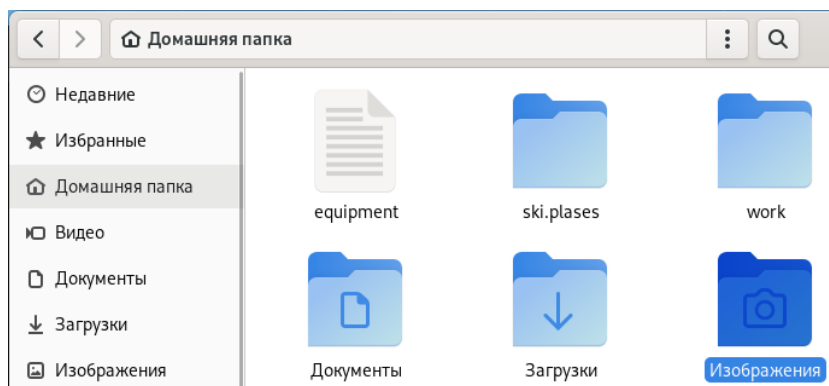 Домашняя папка
Недавние
Избранные
Домашняя папка
Видео
Документы
Загрузки
Изображения
equipment
ski.plases
work
Документы
Загрузки
Изображения